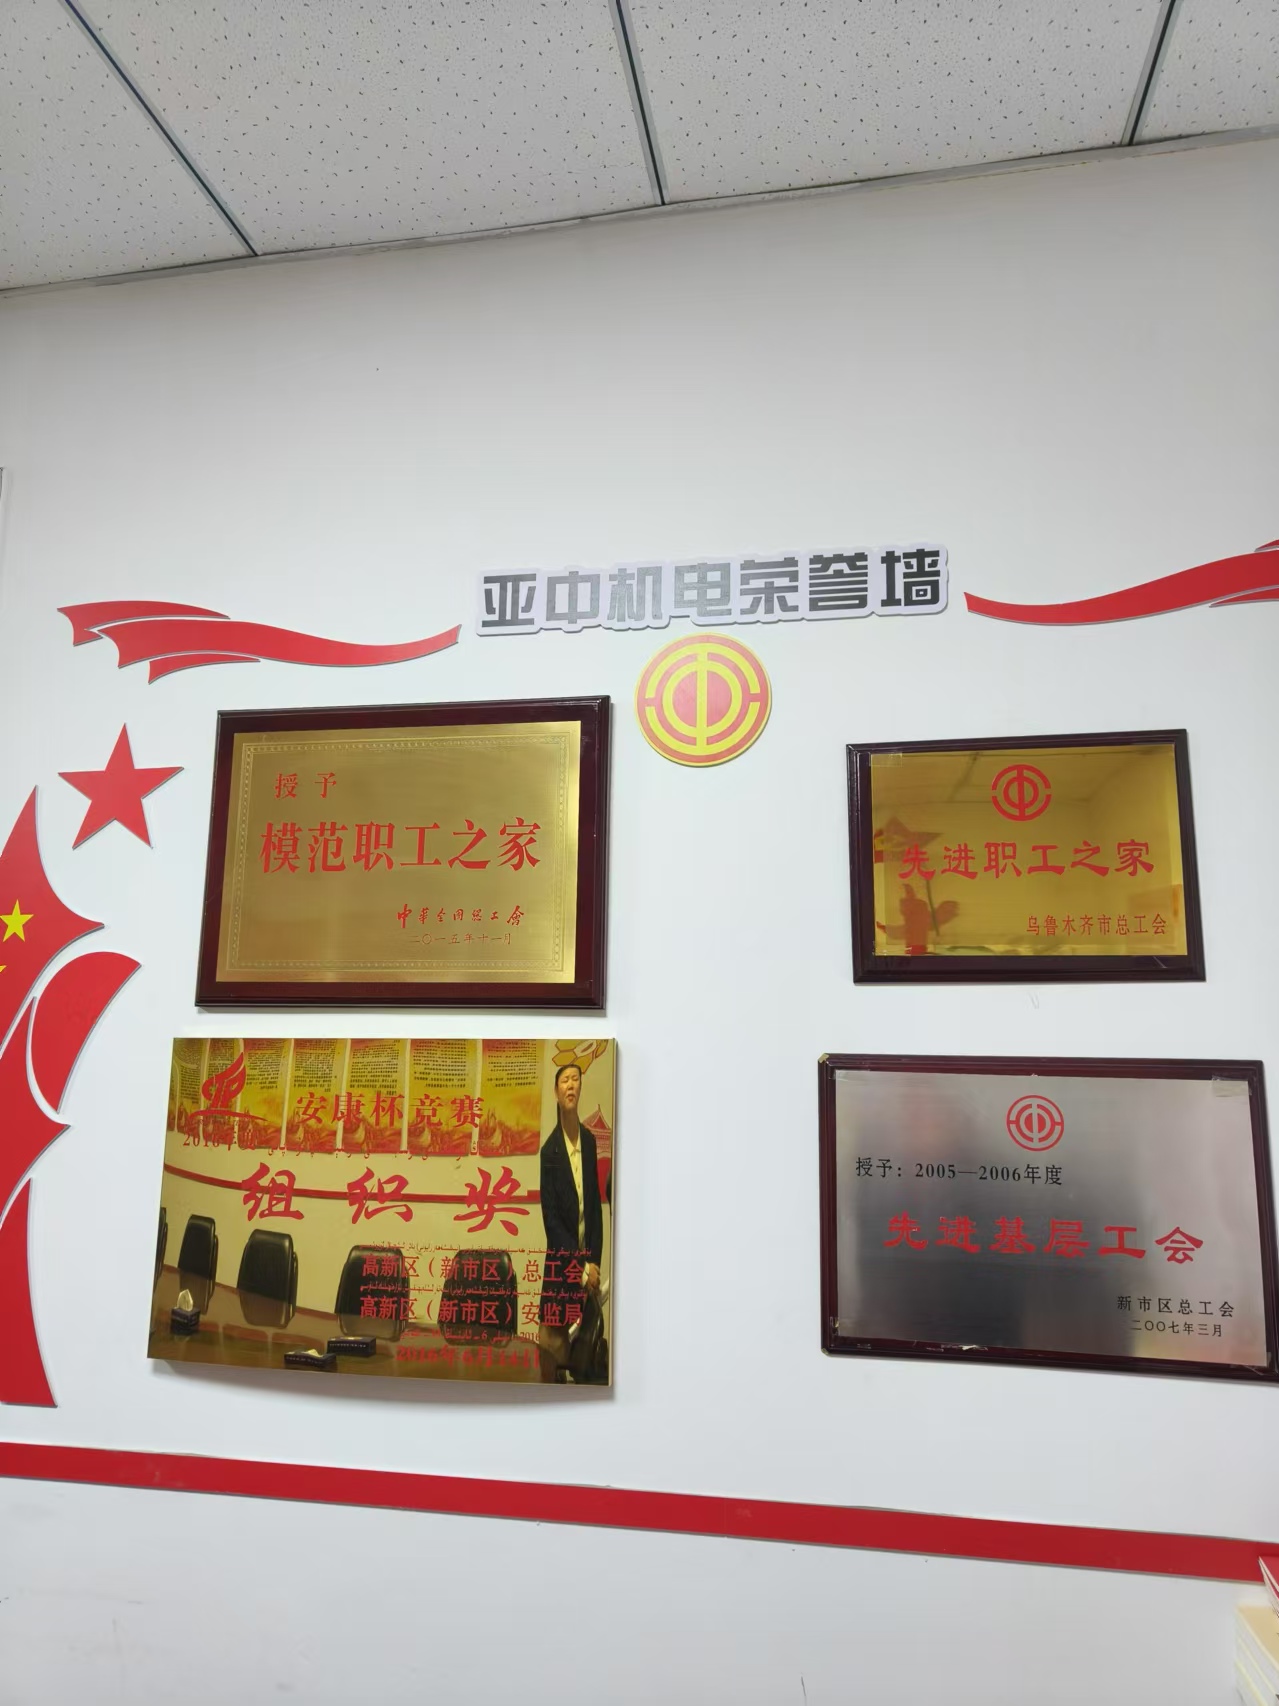 亚中机电荣誉墙
授予
模范职工之家
中华全国总工会
二〇一五年十一月
先进职工之家
乌鲁木齐市总工会
安康杯竞赛
组织奖
高新区（新市区）总工会
高新区（新市区）安监局
授予：2005—2006年度
先进基层工会
新市区总工会
二〇〇七年三月